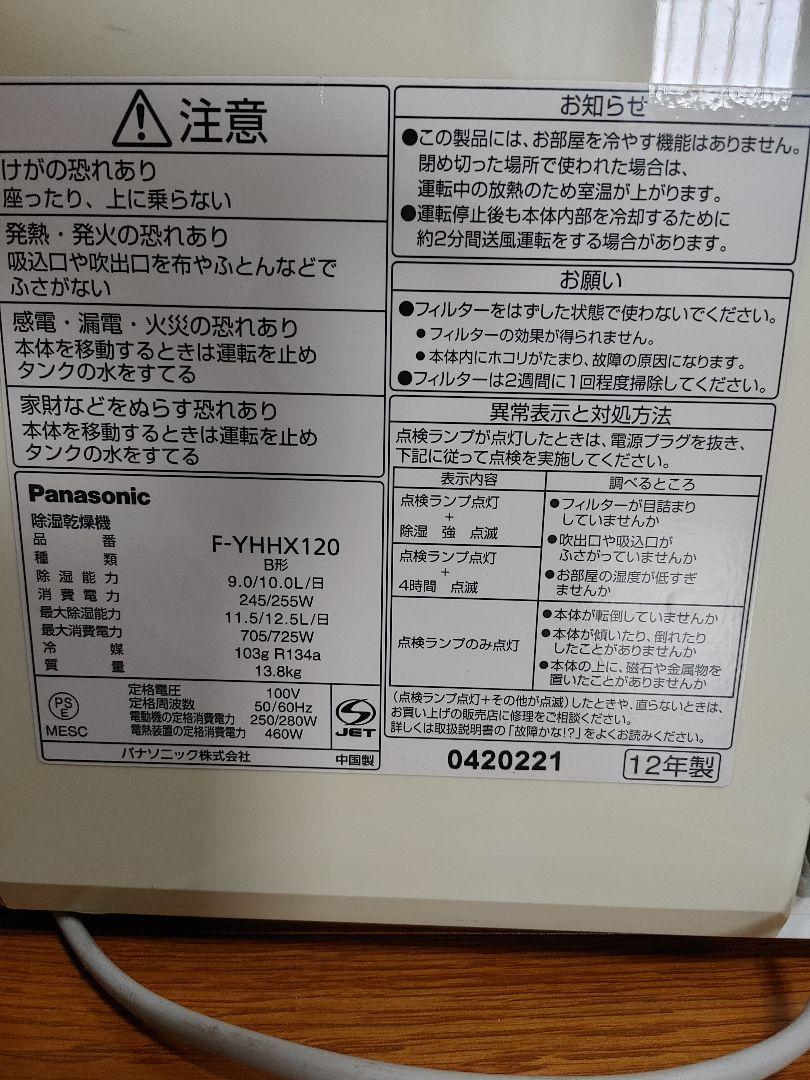 注意
けがの恐れあり
座ったり、上に乗らない
発熱・発火の恐れあり
吸込口や吹出口を布やふとんなどで
ふさがない
感電・漏電・火災の恐れあり
本体を移動するときは運転を止め
タンクの水をすてる
家財などをぬらす恐れあり
本体を移動するときは運転を止め
タンクの水をすてる
Panasonic
除湿乾燥機
品番 F-YHHX120
種類 B形
除湿能力 9.0/10.0L/日
消費電力 245/255W
最大除湿能力 11.5/12.5L/日
最大消費電力 705/725W
冷媒 103g R134a
質量 13.8kg
PS
E
MESC
定格電圧 100V
定格周波数 50/60Hz
電動機の定格消費電力 250/280W
電熱装置の定格消費電力 460W
S
JET
パナソニック株式会社 中国製
お知らせ
●この製品には、お部屋を冷やす機能はありません。
閉め切った場所で使われた場合は、
運転中の放熱のため室温が上がります。
●運転停止後も本体内部を冷却するために
約2分間送風運転をする場合があります。
お願い
●フィルターをはずした状態で使わないでください。
●フィルターの効果が得られません。
●本体内にホコリがたまり、故障の原因になります。
●フィルターは2週間に1回程度掃除してください。
異常表示と対処方法
点検ランプが点灯したときは、電源プラグを抜き、
下記に従って点検を実施してください。
表示内容 調べるところ
点検ランプ点灯
+
除湿 強 点滅
点検ランプ点灯
+
4時間 点滅
●フィルターが目詰まり
していませんか
●吹出口や吸込口が
ふさがっていませんか
●お部屋の湿度が低すぎ
ませんか
点検ランプのみ点灯
●本体が転倒していませんか
●本体が傾いたり、倒れたり
したことがありませんか
●本体の上に、磁石や金属物を
置いたことがありませんか
(点検ランプ点灯+その他が点滅)したときや、直らないときは、
お買い上げの販売店に修理をご相談ください。
詳しくは取扱説明書の「故障かな!?」をよくお読みください。
0420221 12年製